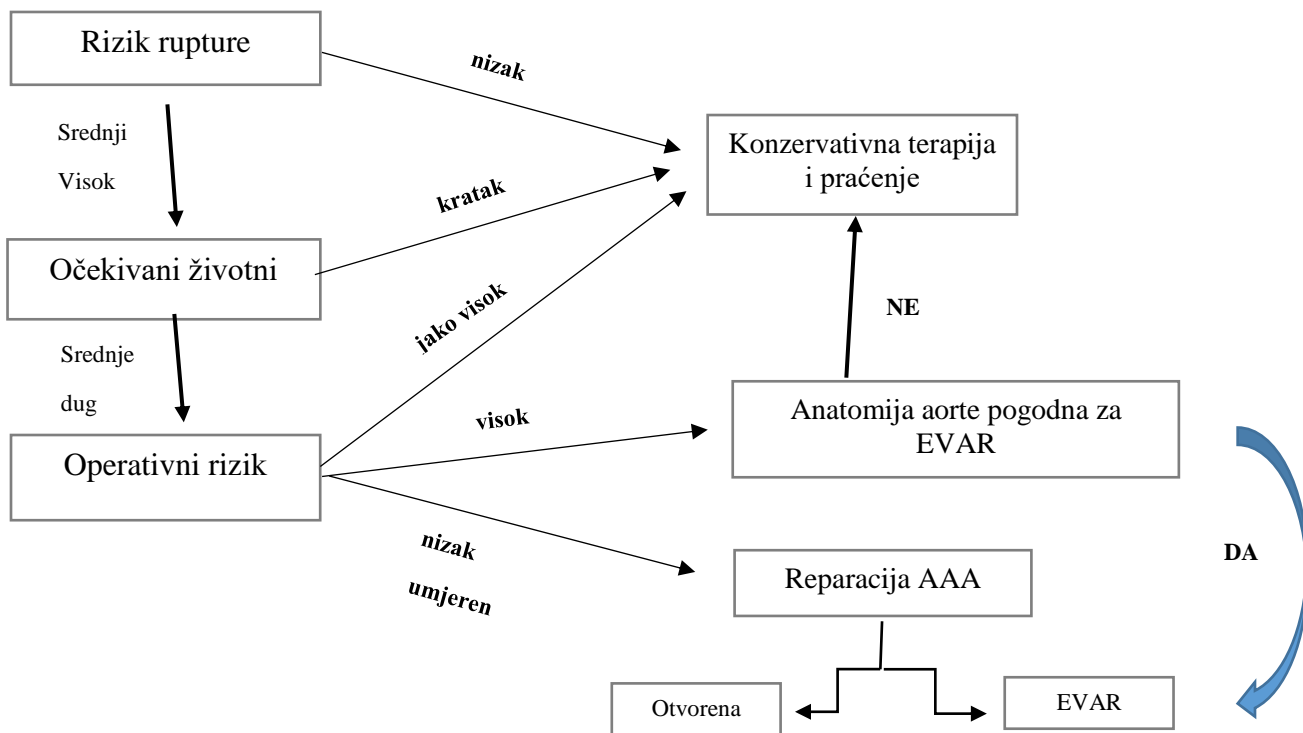 Rizik rupture
nizak
Srednji
Visok
Konzervativna terapija
i praćenje
kratak
Očekivani životni
jako visok
NE
Srednje
dug
visok
Anatomija aorte pogodna za
EVAR
Operativni rizik
nizak
umjeren
DA
Reparacija AAA
Otvorena
EVAR